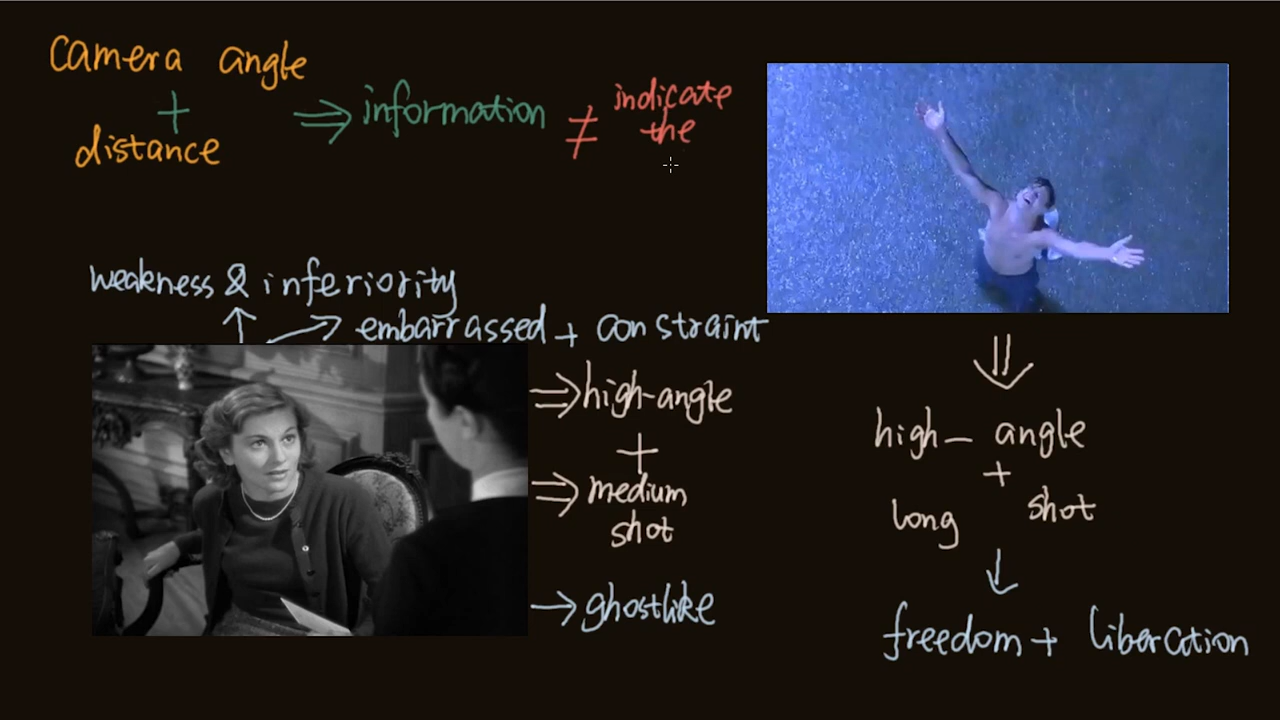 camera angle
+
distance
⇒ information ≠ indicate
the
weakness & inferiority
↑ ↗ embarrassed + constraint
⇒ high-angle
+
⇒ medium
shot
→ ghostlike
⇓
high- angle
+
long shot
↓
freedom + liberation